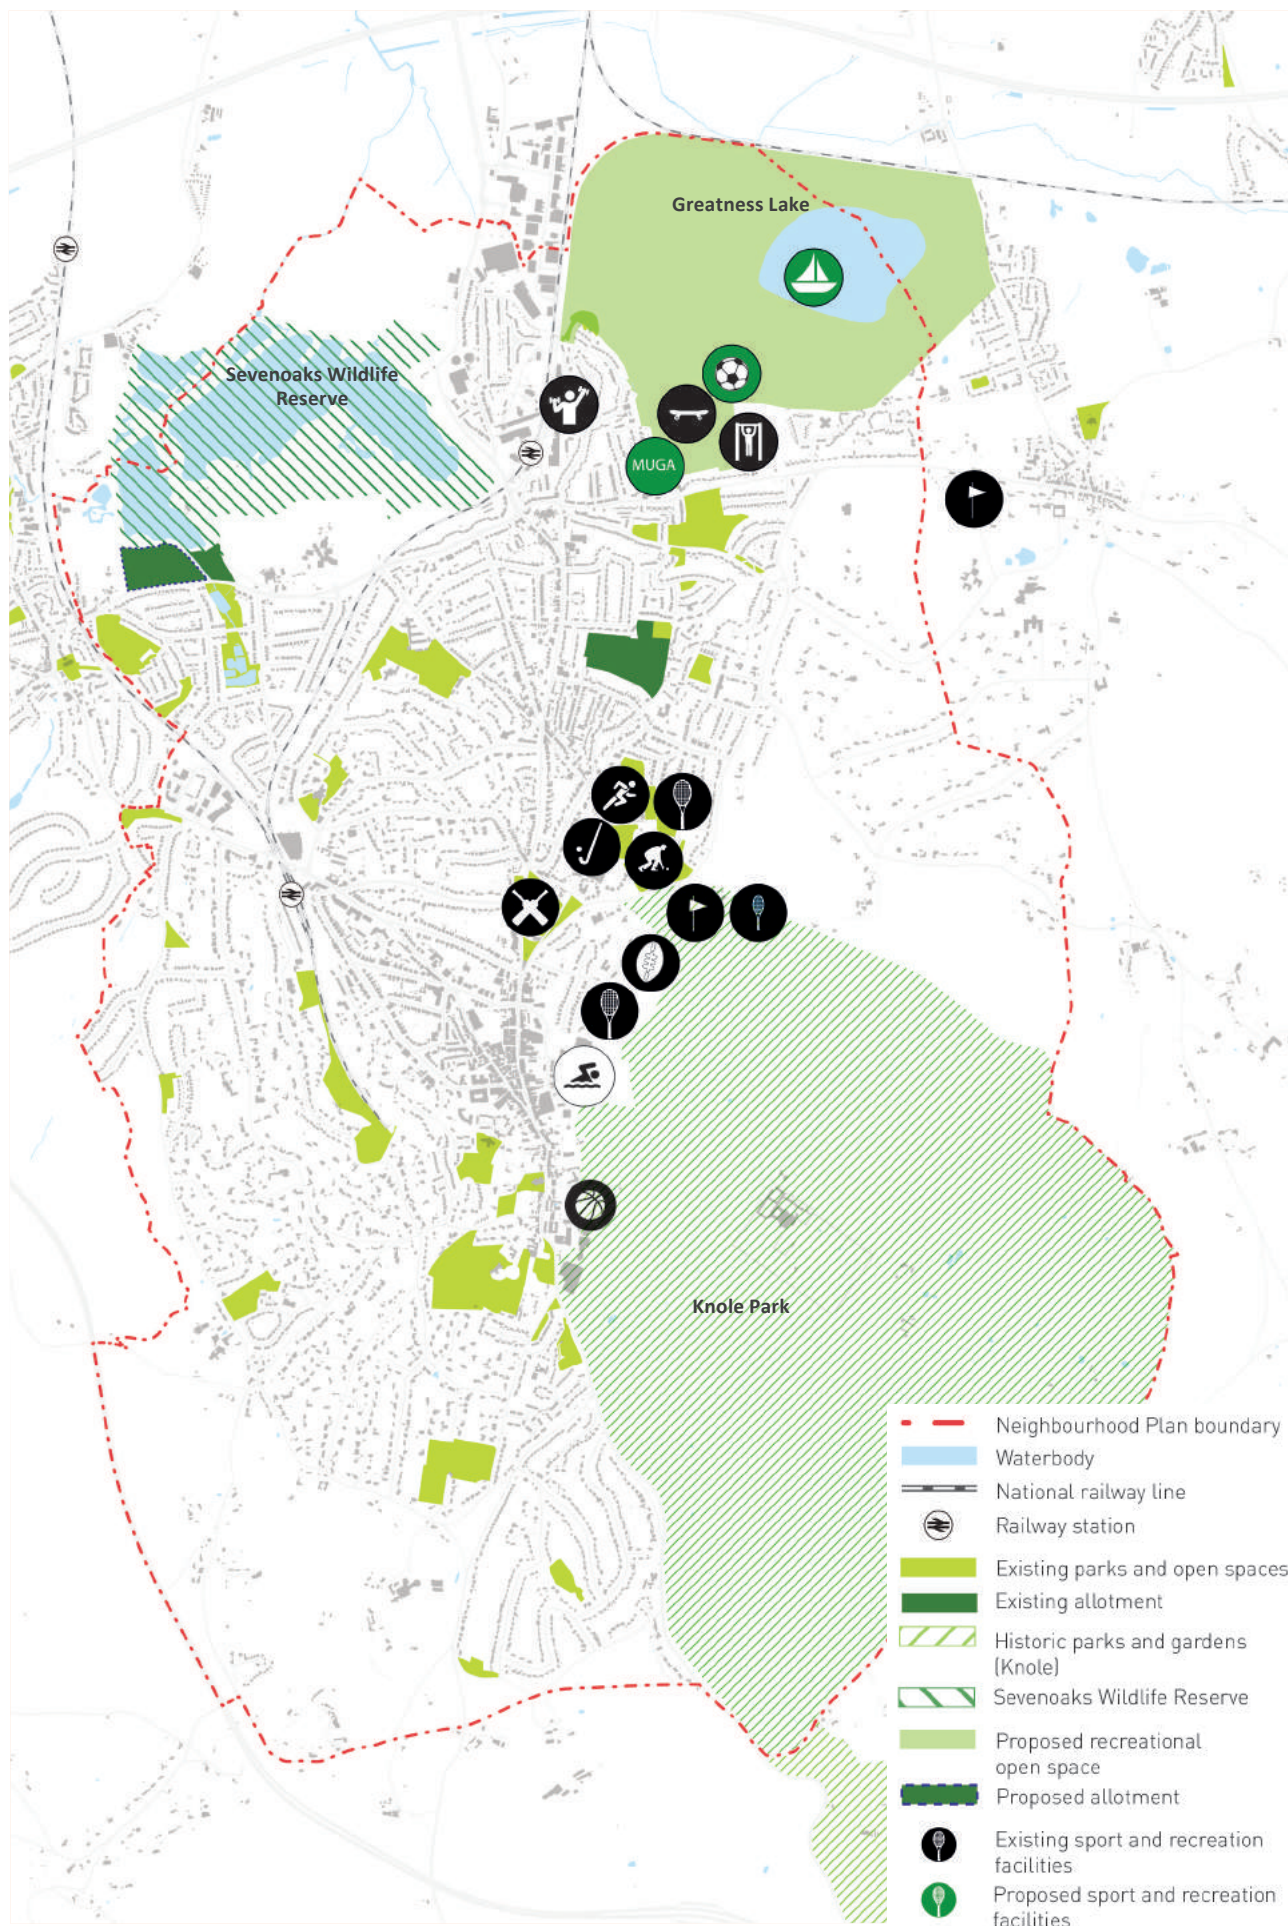 Greatness Lake
Sevenoaks Wildlife
Reserve
MUGA
Knole Park
Neighbourhood Plan boundary
Waterbody
National railway line
Railway station
Existing parks and open spaces
Existing allotment
Historic parks and gardens
(Knole)
Sevenoaks Wildlife Reserve
Proposed recreational
open space
Proposed allotment
Existing sport and recreation
facilities
Proposed sport and recreation
facilities